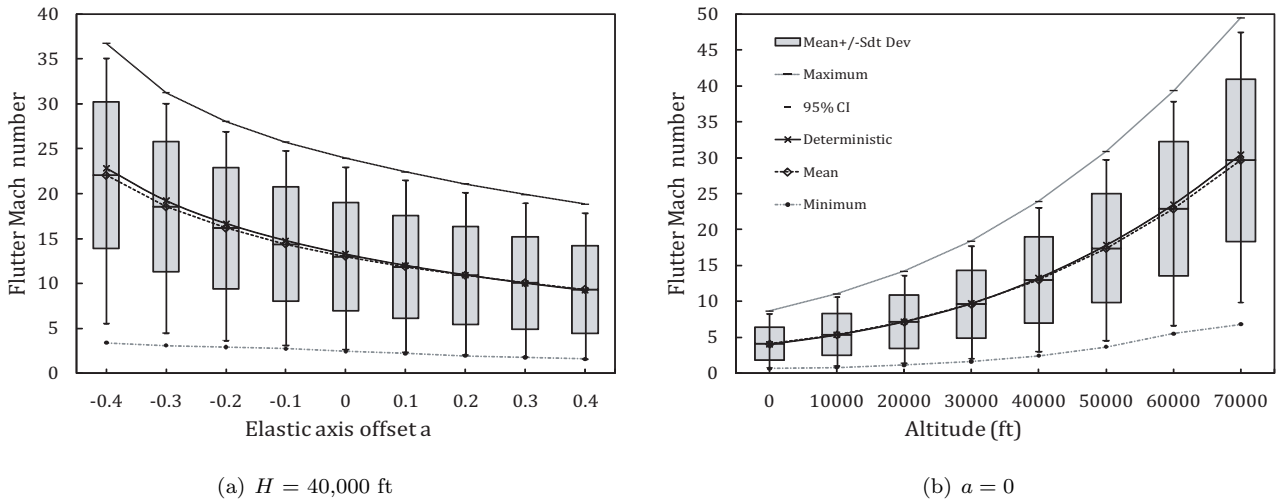 40
35
30
25
20
15
10
5
0
Flutter Mach number
-0.4 -0.3 -0.2 -0.1 0 0.1 0.2 0.3 0.4
Elastic axis offset a
(a) H = 40,000 ft
50
45
40
35
30
25
20
15
10
5
0
Flutter Mach number
Mean+/-Sdt Dev
Maximum
95% CI
Deterministic
Mean
Minimum
0 10000 20000 30000 40000 50000 60000 70000
Altitude (ft)
(b) a = 0